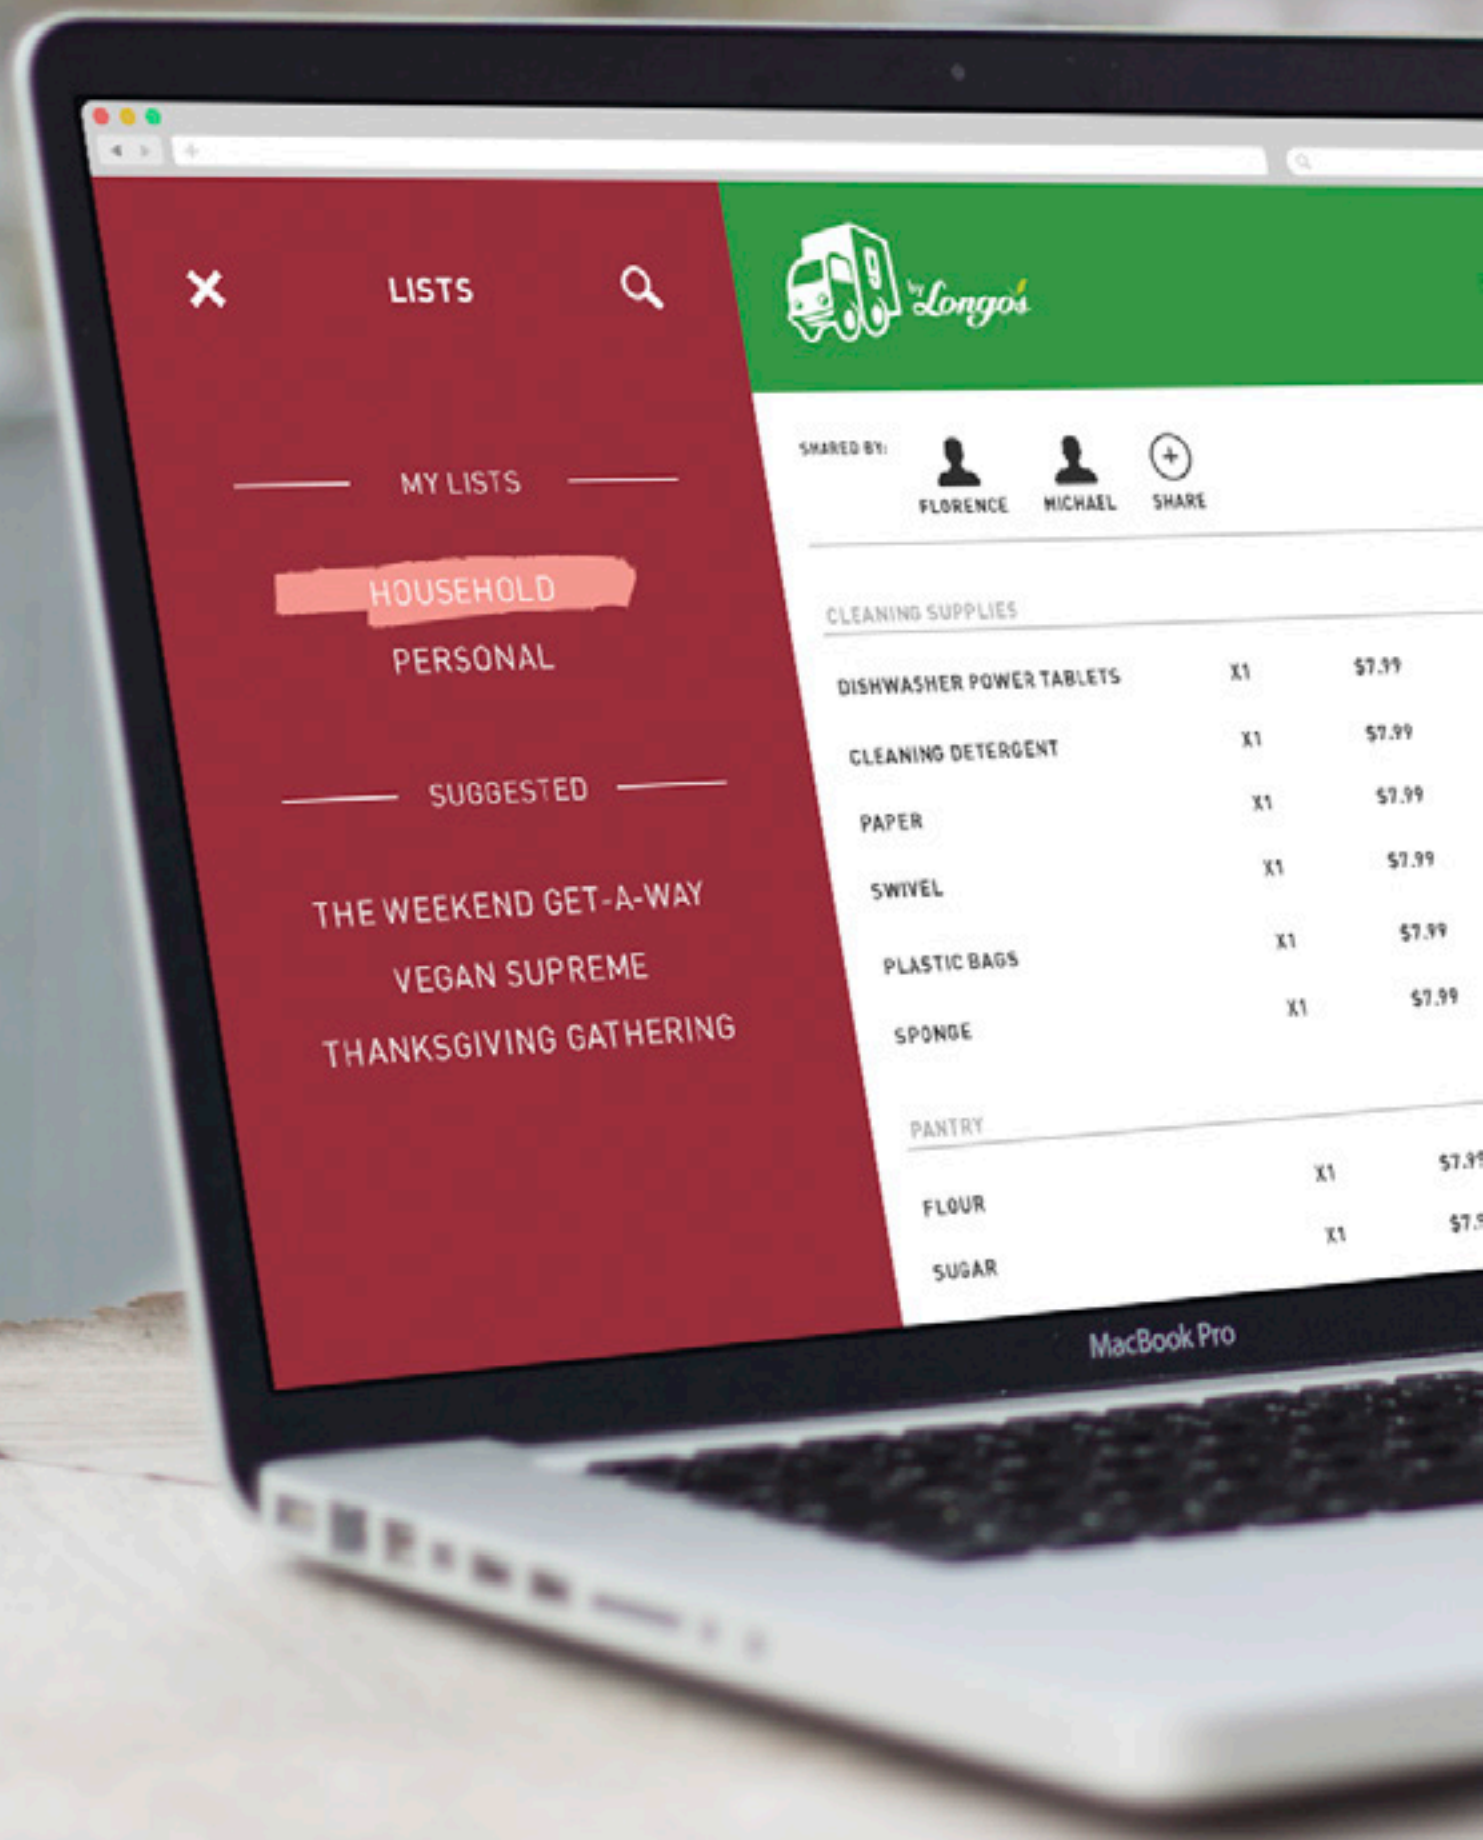 LISTS
MY LISTS
HOUSEHOLD
PERSONAL
SUGGESTED
THE WEEKEND GET-A-WAY
VEGAN SUPREME
THANKSGIVING GATHERING
by Longo's
SHARED BY:
FLORENCE MICHAEL SHARE
CLEANING SUPPLIES
DISHWASHER POWER TABLETS X1 $7.99
CLEANING DETERGENT X1 $7.99
PAPER X1 $7.99
SWIVEL X1 $7.99
PLASTIC BAGS X1 $7.99
SPONGE X1 $7.99
PANTRY
FLOUR X1 $7.99
SUGAR X1
MacBook Pro